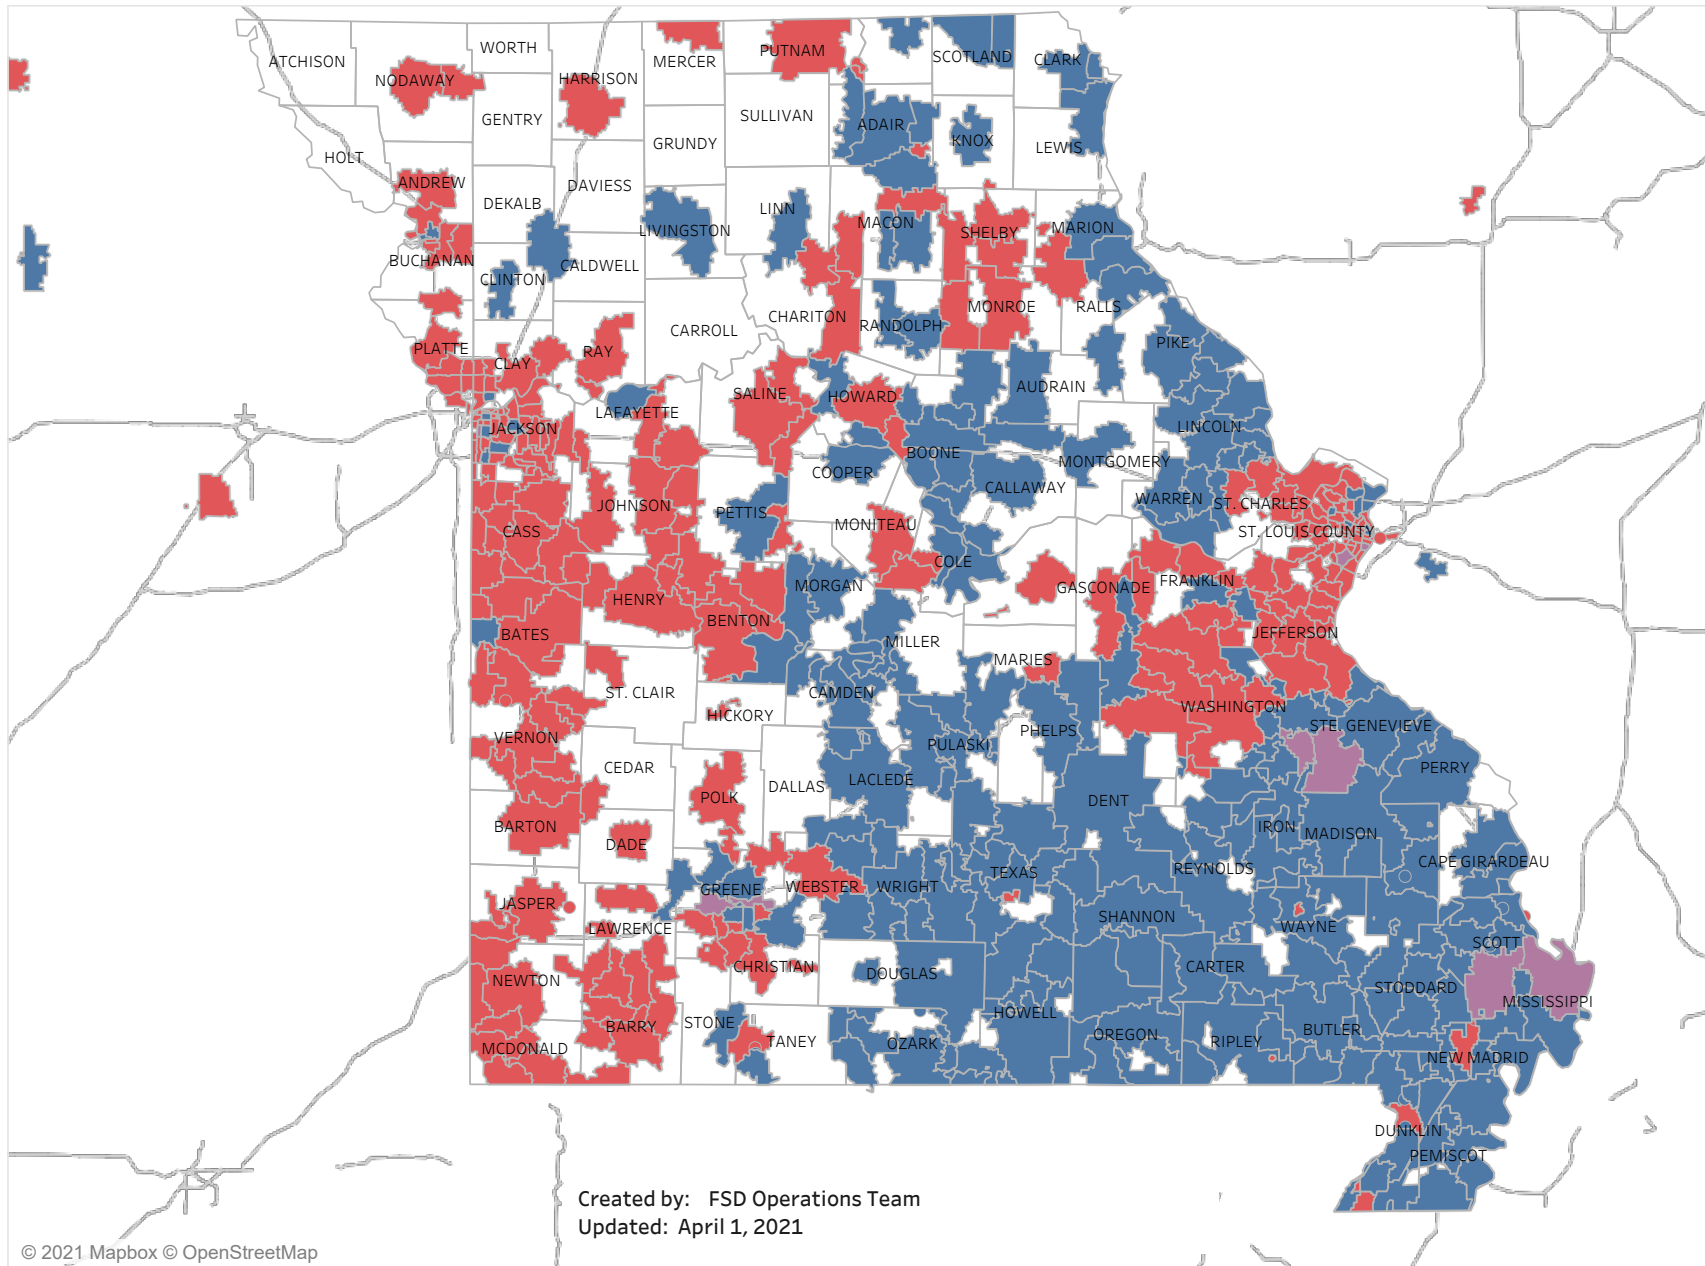 ATCHISON
NODAWAY
WORTH
HARRISON
MERCER
PUTNAM
SCOTLAND
CLARK
GENTRY
SULLIVAN
ADAIR
KNOX
LEWIS
HOLT
GRUNDY
ANDREW
DEKALB
DAVIESS
LIVINGSTON
LINN
MACON
SHELBY
MARION
BUCHANAN
CLINTON
CALDWELL
CHARITON
RANDOLPH
MONROE
RALLS
CARROLL
PLATTE
CLAY
RAY
PIKE
SALINE
HOWARD
AUDRAIN
LAFAYETTE
JACKSON
LINCOLN
COOPER
BOONE
MONTGOMERY
CALLAWAY
WARREN
ST. CHARLES
JOHNSON
PETTIS
MONITEAU
ST. LOUIS COUNTY
CASS
COLE
HENRY
MORGAN
GASCONADE
FRANKLIN
BATES
BENTON
MILLER
JEFFERSON
MARIES
ST. CLAIR
CAMDEN
HICKORY
WASHINGTON
VERNON
PULASKI
PHELPS
STE. GENEVIEVE
CEDAR
DALLAS
LACLEDE
PERRY
POLK
DENT
BARTON
DADE
IRON
MADISON
REYNOLDS
CAPE GIRARDEAU
TEXAS
GREENE
WEBSTER
WRIGHT
JASPER
SHANNON
LAWRENCE
WAYNE
SCOTT
NEWTON
CHRISTIAN
DOUGLAS
CARTER
STODDARD
MISSISSIPPI
BARRY
STONE
TANEY
HOWELL
OZARK
OREGON
RIPLEY
BUTLER
MCDONALD
NEW MADRID
DUNKLIN
PEMISCOT
Created by: FSD Operations Team
Updated: April 1, 2021
© 2021 Mapbox © OpenStreetMap